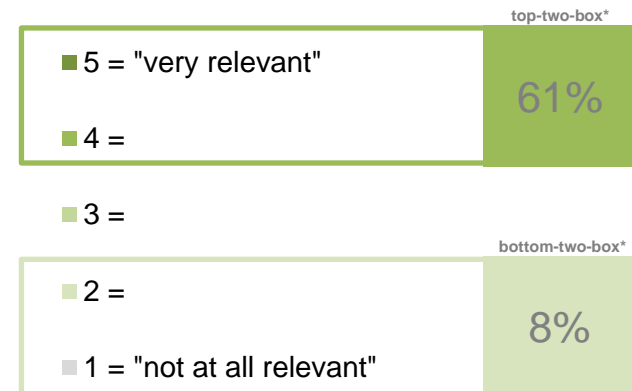 top-two-box*
5 = "very relevant"
61%
4 =
3 =
bottom-two-box*
2 =
8%
1 = "not at all relevant"